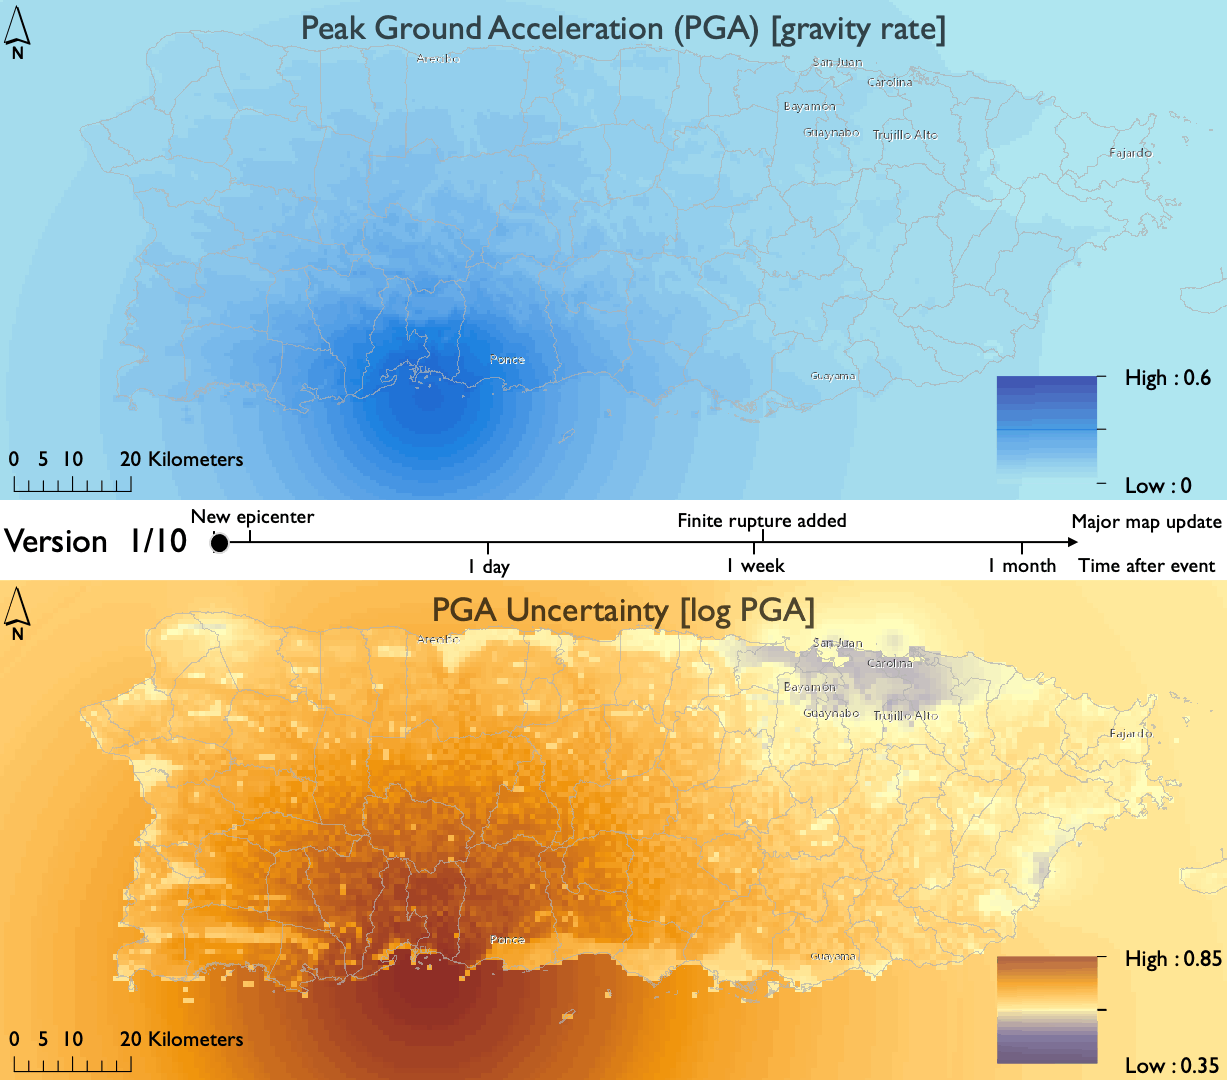 Peak Ground Acceleration (PGA) [gravity rate]
N
Arecibo
San Juan
Carolina
Bayamón
Guaynabo
Trujillo Alto
Fajardo
Ponce
Guayama
High : 0.6
Low : 0
0 5 10 20 Kilometers
New epicenter
Finite rupture added
Major map update
Version 1/10
1 day
1 week
1 month
Time after event
PGA Uncertainty [log PGA]
N
Arecibo
San Juan
Carolina
Bayamón
Guaynabo
Trujillo Alto
Fajardo
Ponce
Guayama
High : 0.85
Low : 0.35
0 5 10 20 Kilometers